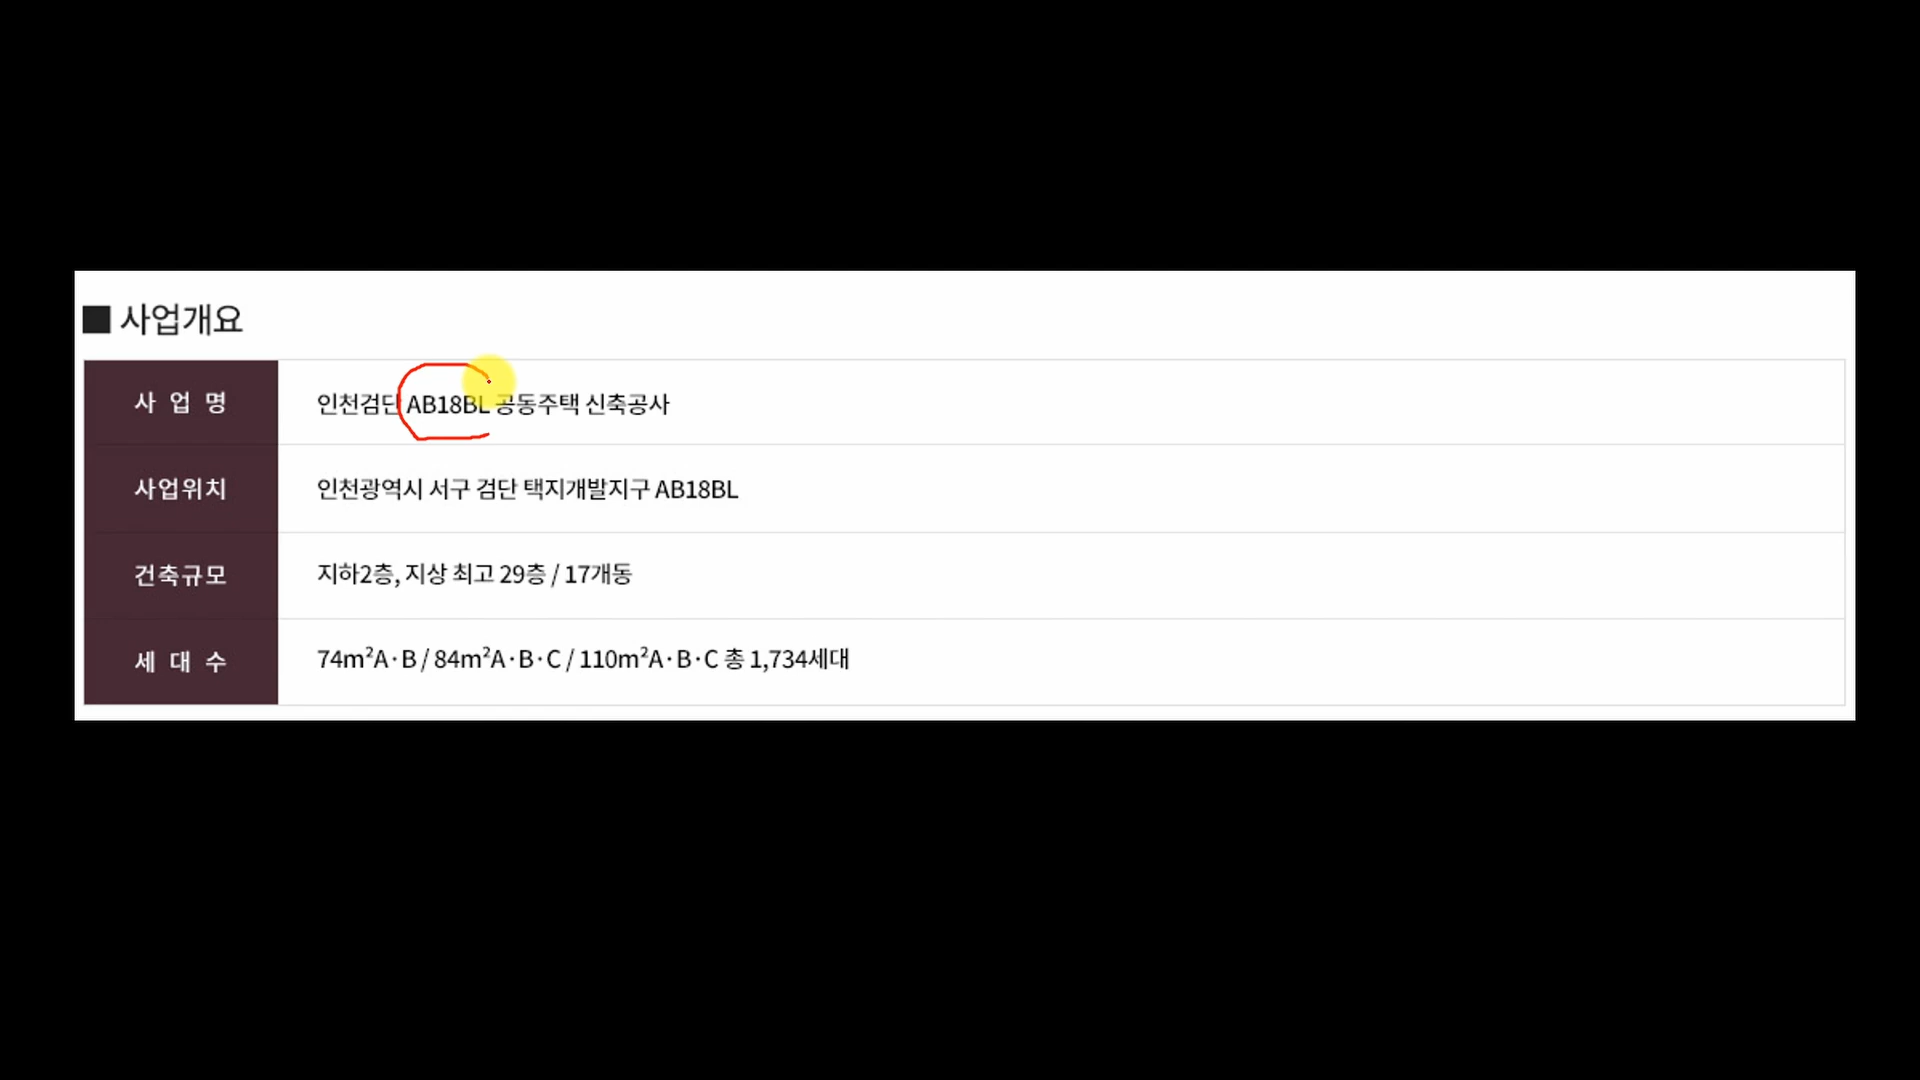 ■ 사업개요
사 업 명 인천검단 AB18BL 공동주택 신축공사
사업위치 인천광역시 서구 검단 택지개발지구 AB18BL
건축규모 지하2층, 지상 최고 29층 / 17개동
세 대 수 74m²A·B / 84m²A·B·C / 110m²A·B·C 총 1,734세대